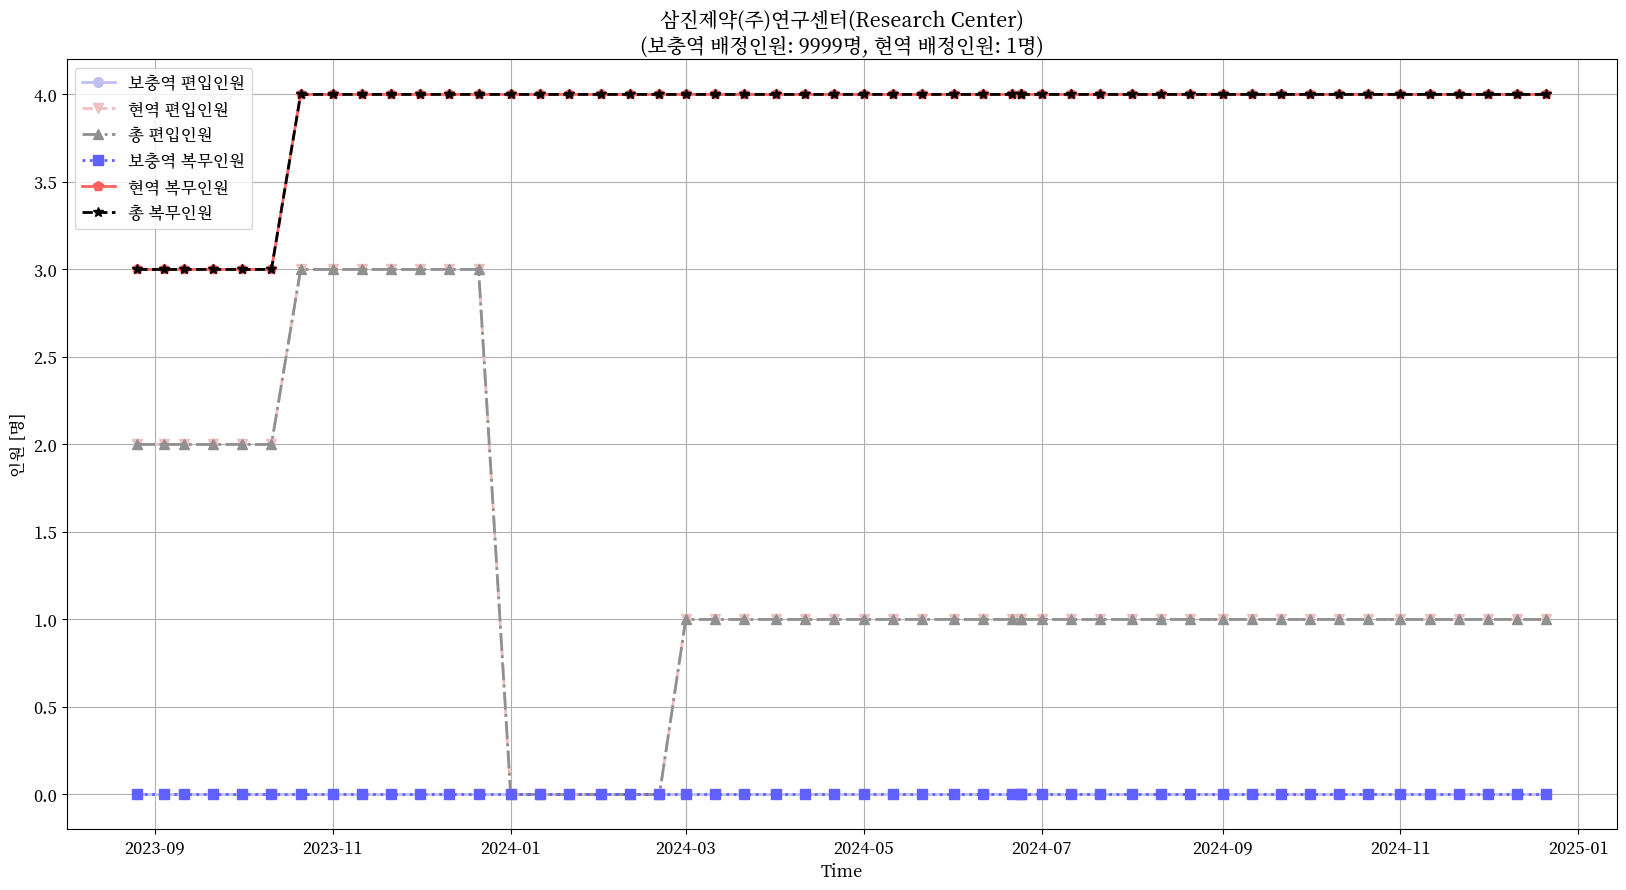 삼진제약(주)연구센터(Research Center)
(보충역 배정인원: 9999명, 현역 배정인원: 1명)
보충역 편입인원
현역 편입인원
총 편입인원
보충역 복무인원
현역 복무인원
총 복무인원
4.0
3.5
3.0
2.5
2.0
1.5
1.0
0.5
0.0
인원 [명]
2023-09
2023-11
2024-01
2024-03
2024-05
2024-07
2024-09
2024-11
2025-01
Time